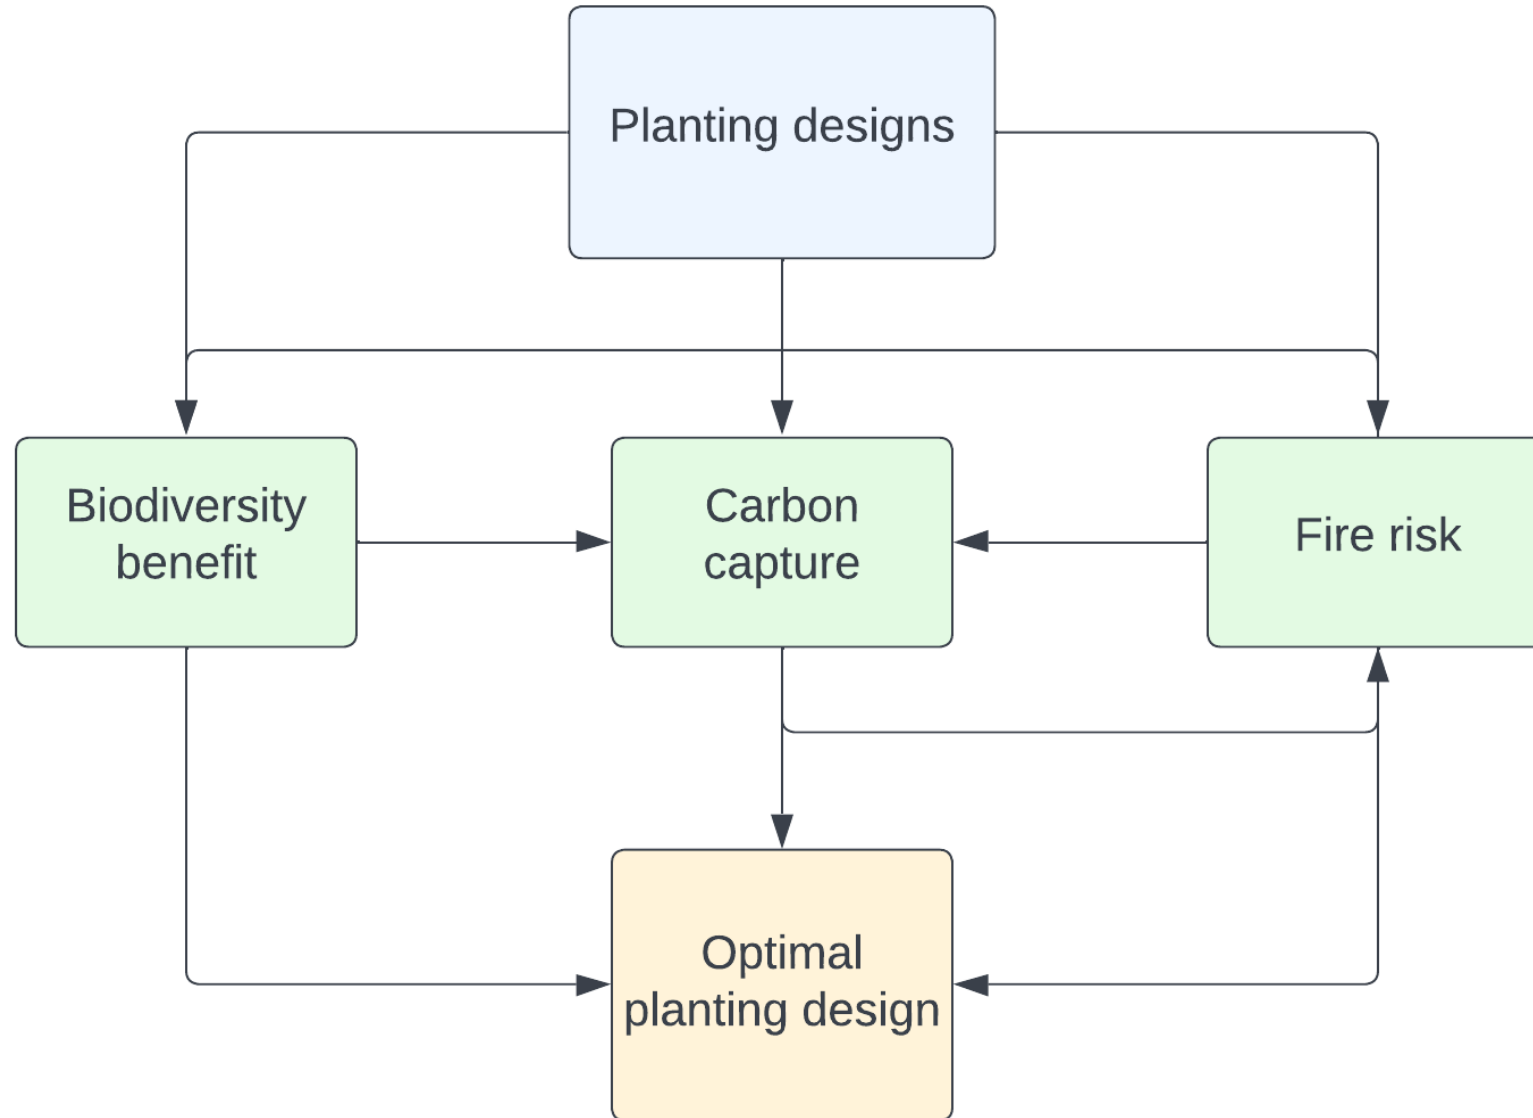 Planting designs
Biodiversity
benefit
Carbon
capture
Fire risk
Optimal
planting design